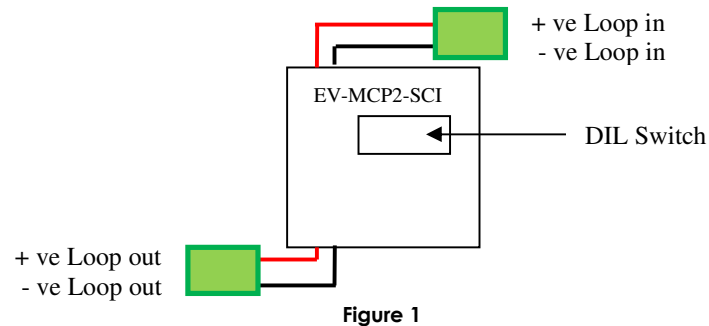 + ve Loop in
- ve Loop in
EV-MCP2-SCI
DIL Switch
+ ve Loop out
- ve Loop out
Figure 1